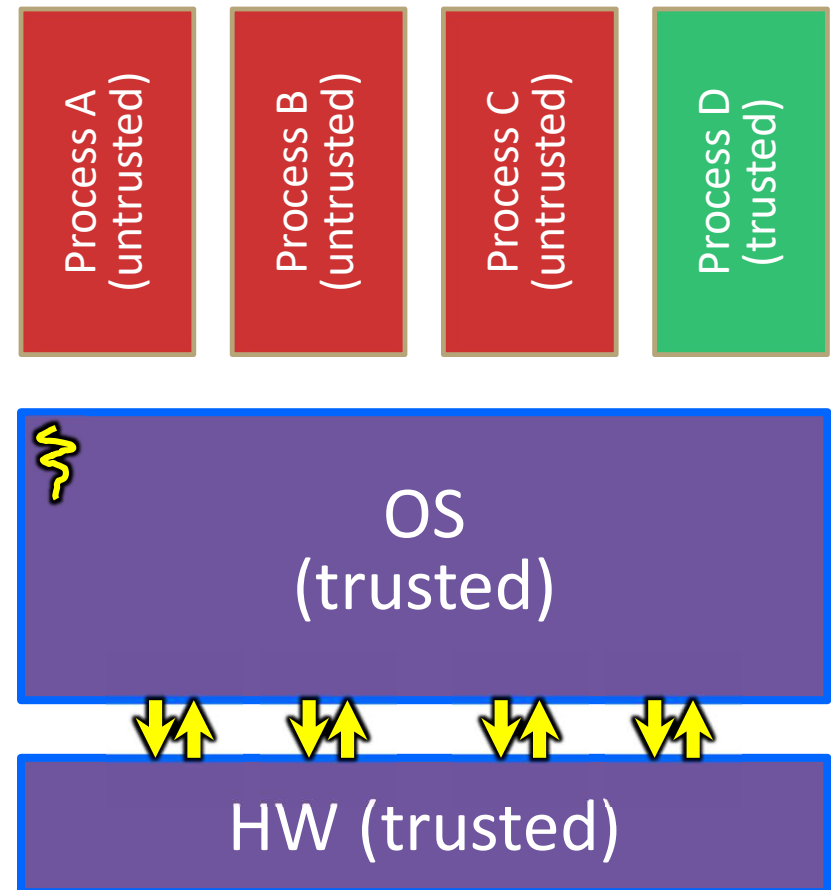 Process A
(untrusted)
Process B
(untrusted)
Process C
(untrusted)
Process D
(trusted)
OS
(trusted)
HW (trusted)